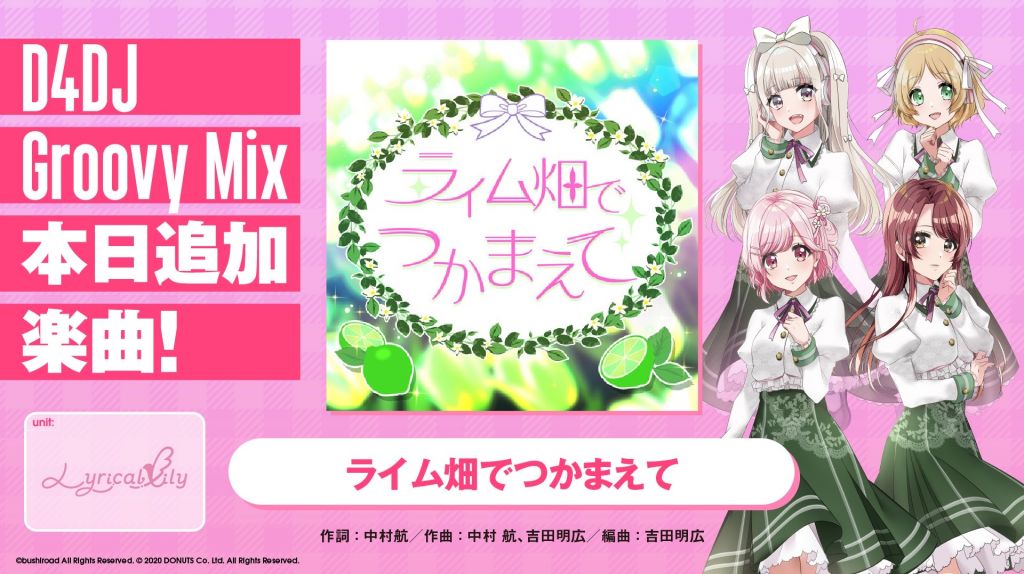 D4DJ
Groovy Mix
本日追加
楽曲!
ライム畑で
つかまえて
unit:
Lyrical Lily
ライム畑でつかまえて
作詞：中村航／作曲：中村 航、吉田明広／編曲：吉田明広
©bushiroad All Rights Reserved. © 2020 DONUTS Co. Ltd. All Rights Reserved.